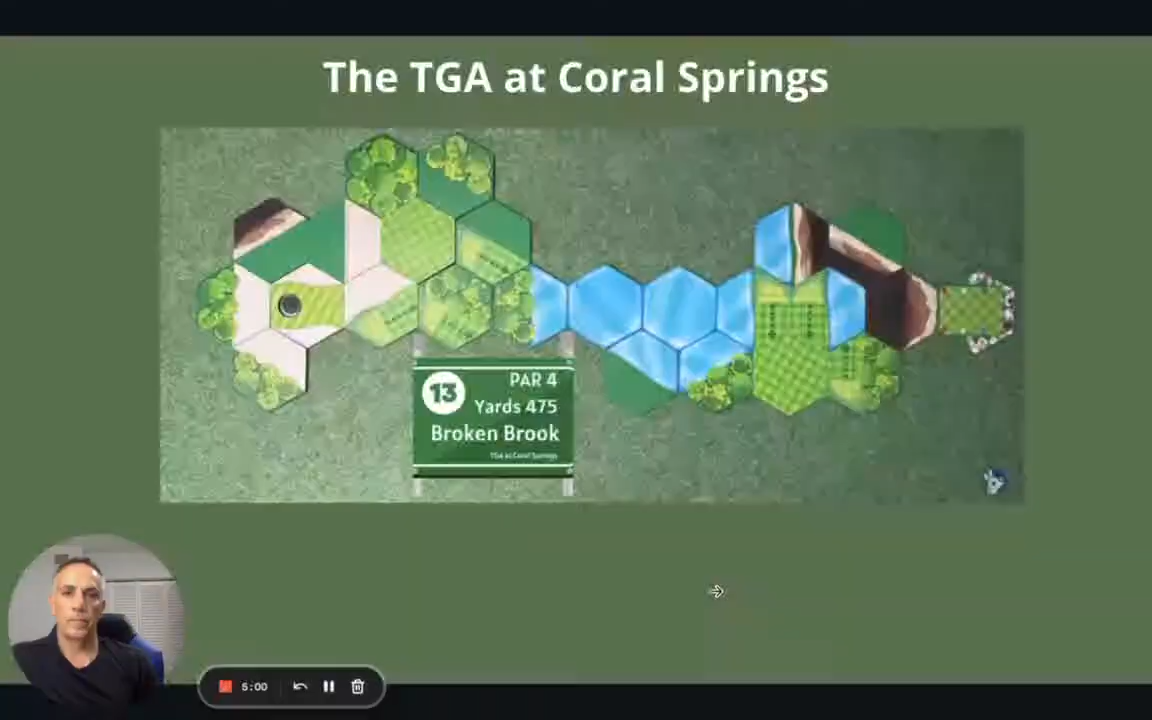 The TGA at Coral Springs
13
PAR 4
Yards 475
Broken Brook
TGA at Coral Springs
5:00